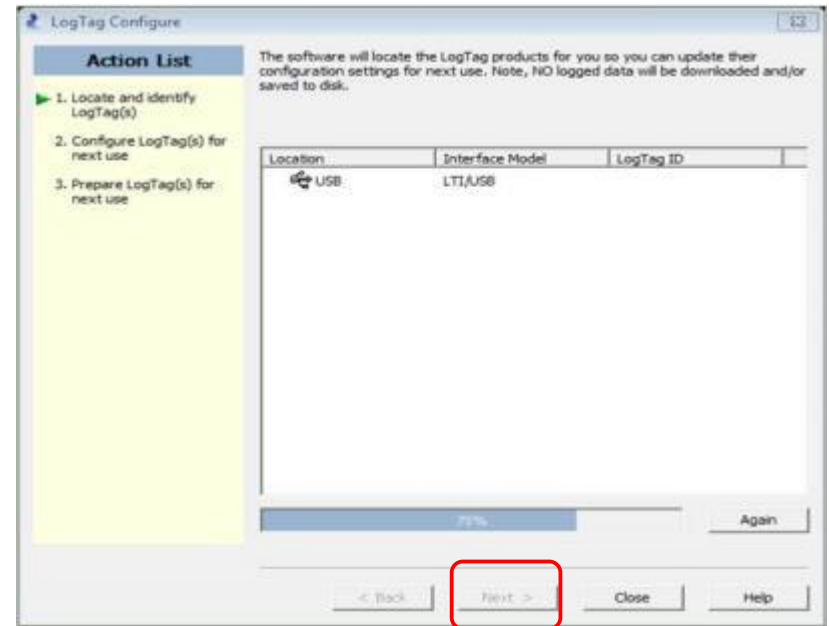 LogTag Configure
Action List
1. Locate and identify
LogTag(s)
2. Configure LogTag(s) for
next use
3. Prepare LogTag(s) for
next use
The software will locate the LogTag products for you so you can update their
configuration settings for next use. Note, NO logged data will be downloaded and/or
saved to disk.
Location Interface Model LogTag ID
USB LTI/USB
Again
< Back Next > Close Help